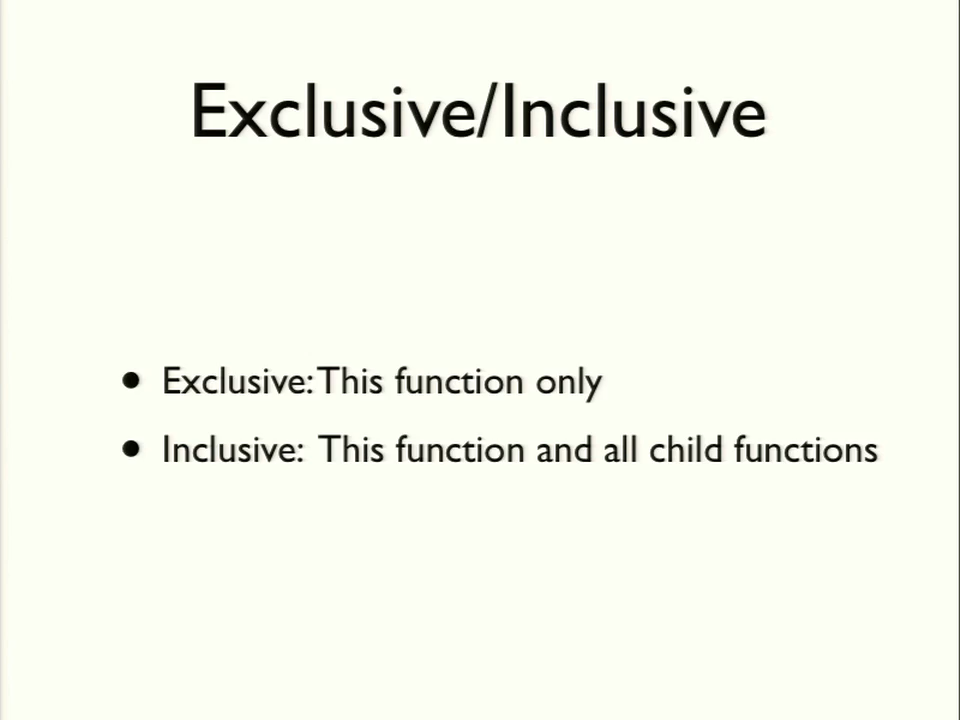 Exclusive/Inclusive
• Exclusive: This function only
• Inclusive: This function and all child functions